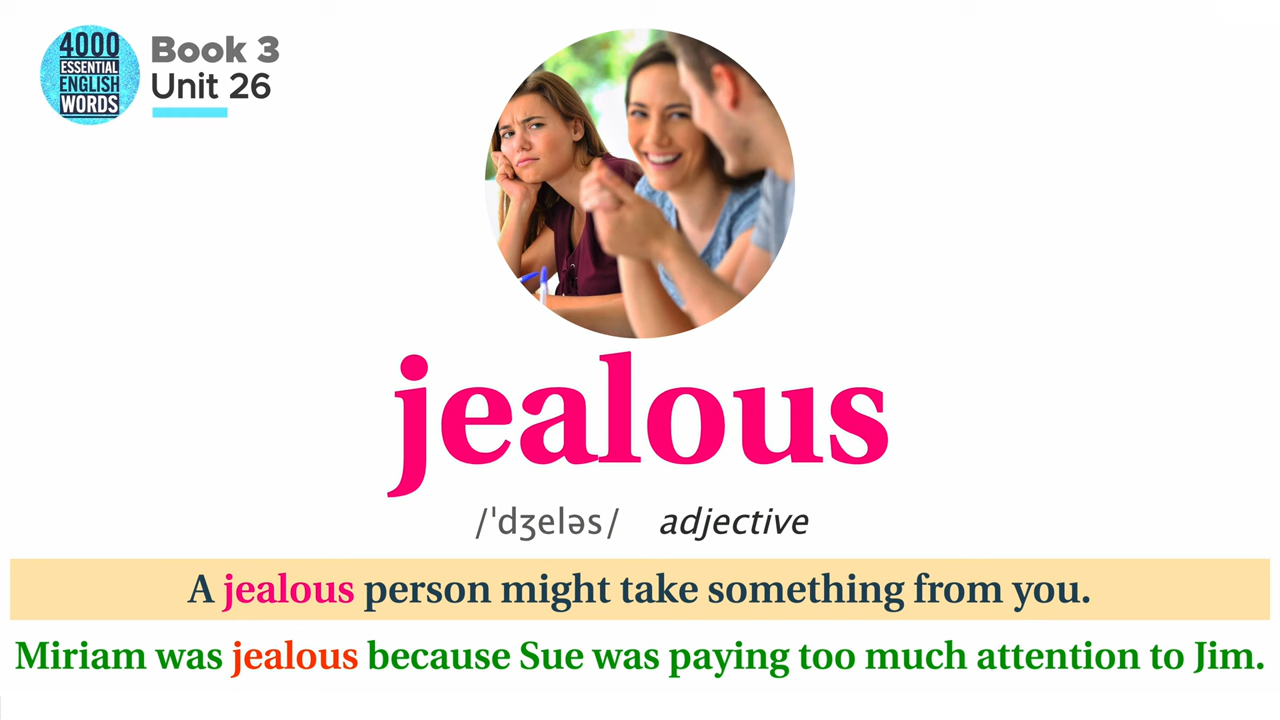 4000
ESSENTIAL
ENGLISH
WORDS
Book 3
Unit 26
jealous
/ˈdʒeləs/ adjective
A jealous person might take something from you.
Miriam was jealous because Sue was paying too much attention to Jim.